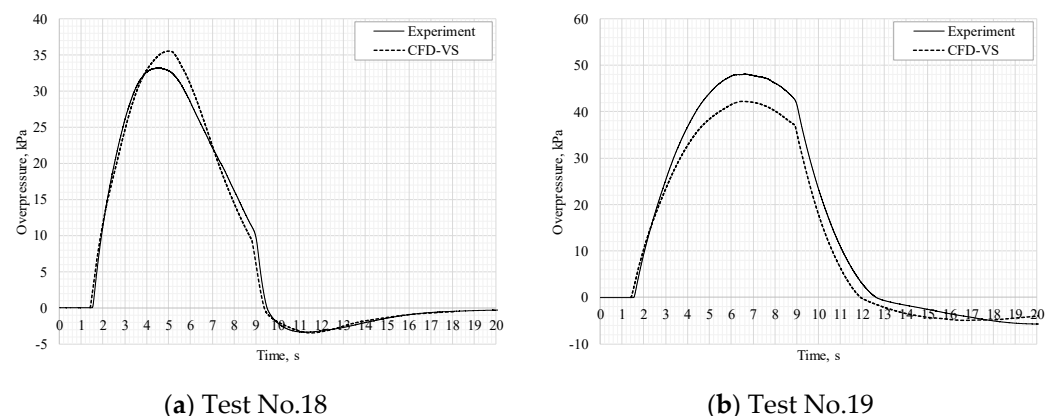 40
35
30
25
20
15
10
5
0
-5
Overpressure, kPa
Experiment
CFD-VS
0 1 2 3 4 5 6 7 8 9 10 11 12 13 14 15 16 17 18 19 20
Time, s
(a) Test No.18
60
50
40
30
20
10
0
-10
Overpressure, kPa
Experiment
CFD-VS
0 1 2 3 4 5 6 7 8 9 10 11 12 13 14 15 16 17 18 19 20
Time, s
(b) Test No.19